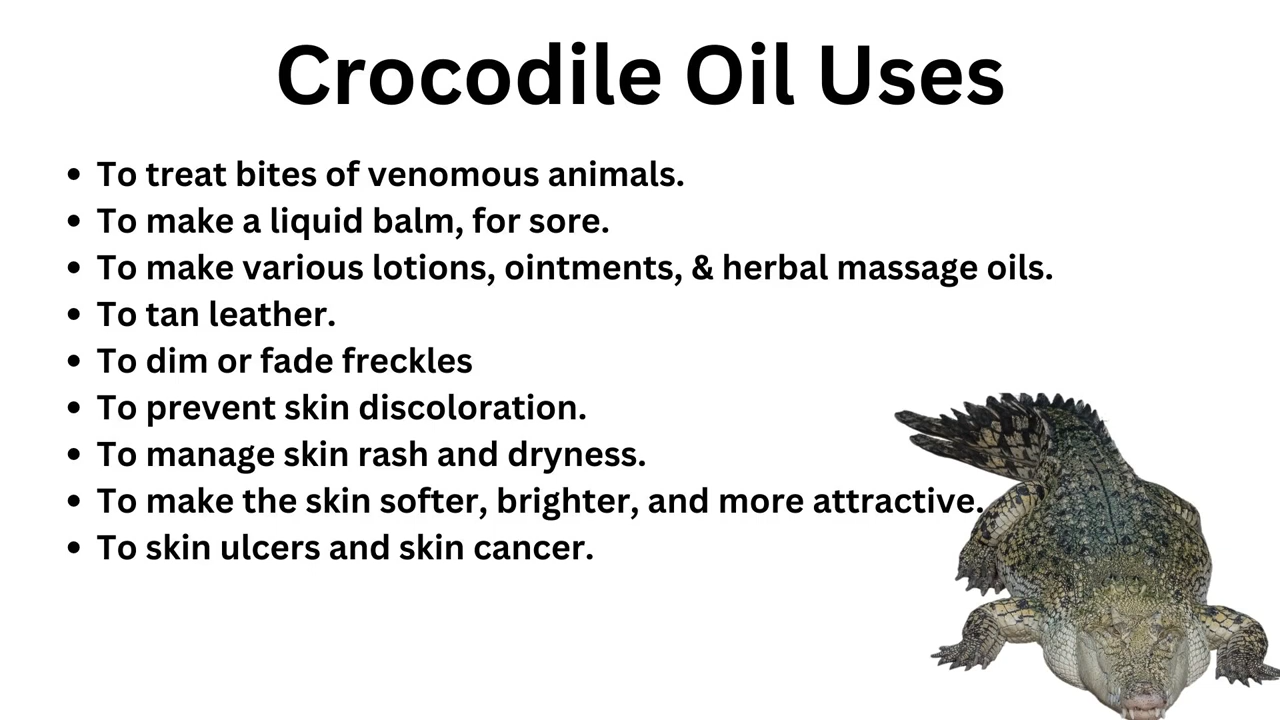 Crocodile Oil Uses
• To treat bites of venomous animals.
• To make a liquid balm, for sore.
• To make various lotions, ointments, & herbal massage oils.
• To tan leather.
• To dim or fade freckles
• To prevent skin discoloration.
• To manage skin rash and dryness.
• To make the skin softer, brighter, and more attractive.
• To skin ulcers and skin cancer.